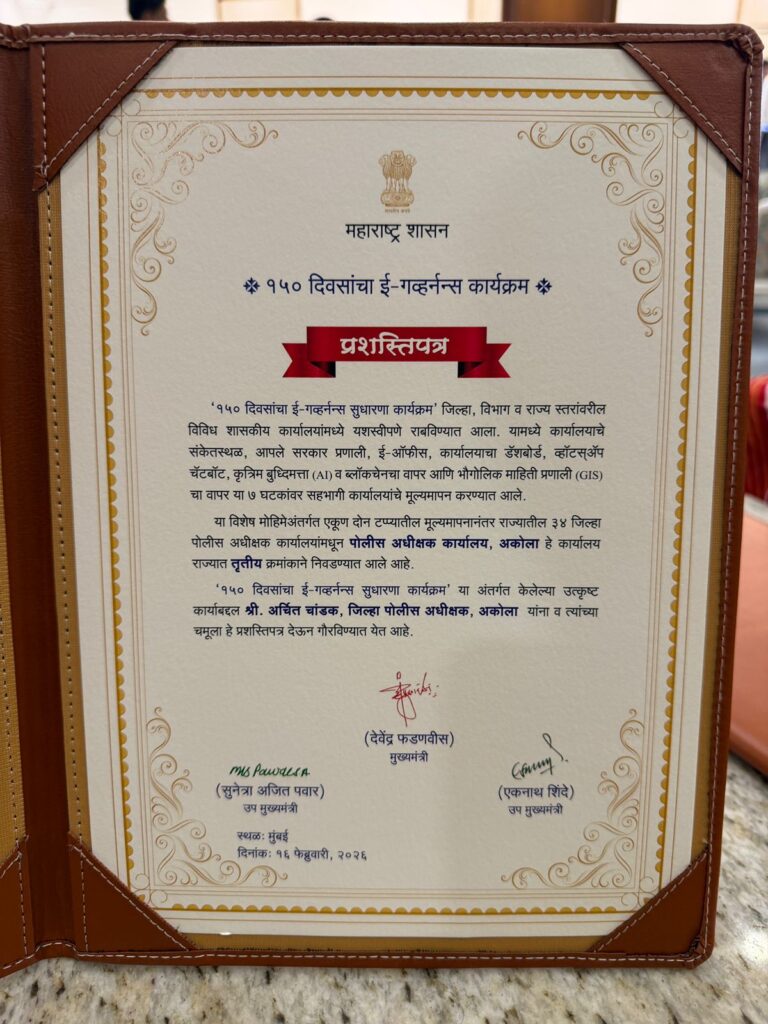 महाराष्ट्र शासन
१५० दिवसांचा ई-गव्हर्नन्स कार्यक्रम
प्रशस्तिपत्र
‘१५० दिवसांचा ई-गव्हर्नन्स सुधारणा कार्यक्रम’ जिल्हा, विभाग व राज्य स्तरांवरील
विविध शासकीय कार्यालयांमध्ये यशस्वीपणे राबविण्यात आला. यामध्ये कार्यालयाचे
संकेतस्थळ, आपले सरकार प्रणाली, ई-ऑफीस, कार्यालयाचा डॅशबोर्ड, व्हॉटस्ॲप
चॅटबॉट, कृत्रिम बुध्दिमत्ता (AI) व ब्लॉकचेनचा वापर आणि भौगोलिक माहिती प्रणाली (GIS)
चा वापर या ७ घटकांवर सहभागी कार्यालयांचे मूल्यमापन करण्यात आले.
या विशेष मोहिमेअंतर्गत एकूण दोन टप्प्यातील मूल्यमापनानंतर राज्यातील ३४ जिल्हा
पोलीस अधीक्षक कार्यालयांमधून पोलीस अधीक्षक कार्यालय, अकोला हे कार्यालय
राज्यात तृतीय क्रमांकाने निवडण्यात आले आहे.
‘१५० दिवसांचा ई-गव्हर्नन्स सुधारणा कार्यक्रम’ या अंतर्गत केलेल्या उत्कृष्ट
कार्याबद्दल श्री. अर्चित चांडक, जिल्हा पोलीस अधीक्षक, अकोला यांना व त्यांच्या
चमूला हे प्रशस्तिपत्र देऊन गौरविण्यात येत आहे.
(देवेंद्र फडणवीस)
मुख्यमंत्री
(सुनेत्रा अजित पवार)
उप मुख्यमंत्री
(एकनाथ शिंदे)
उप मुख्यमंत्री
स्थळः मुंबई
दिनांकः १६ फेब्रुवारी, २०२६